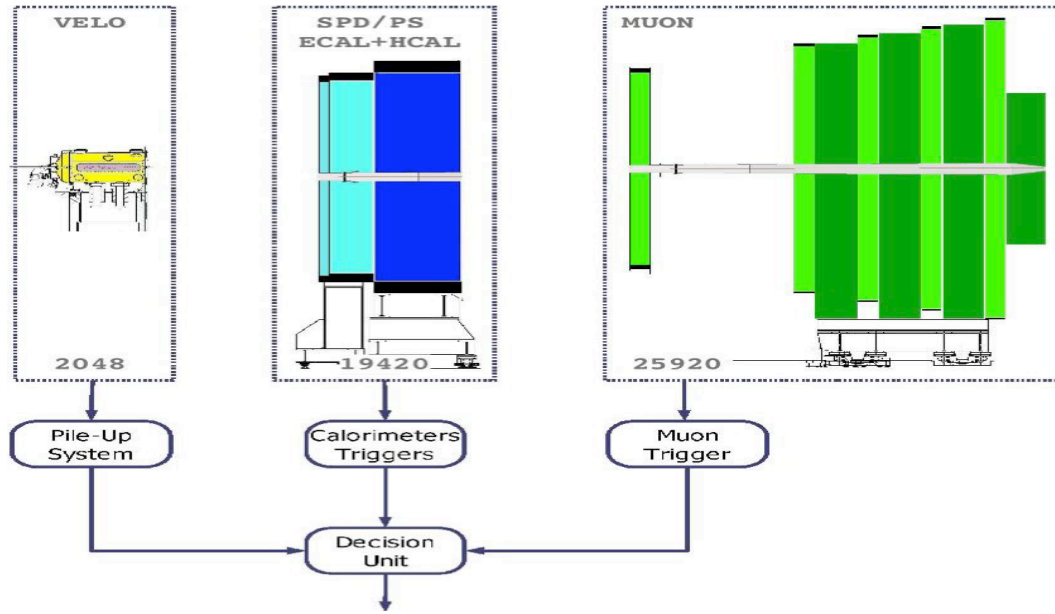 VELO
SPD/PS
ECAL+HCAL
MUON
2048
19420
25920
Pile-Up
System
Calorimeters
Triggers
Muon
Trigger
Decision
Unit